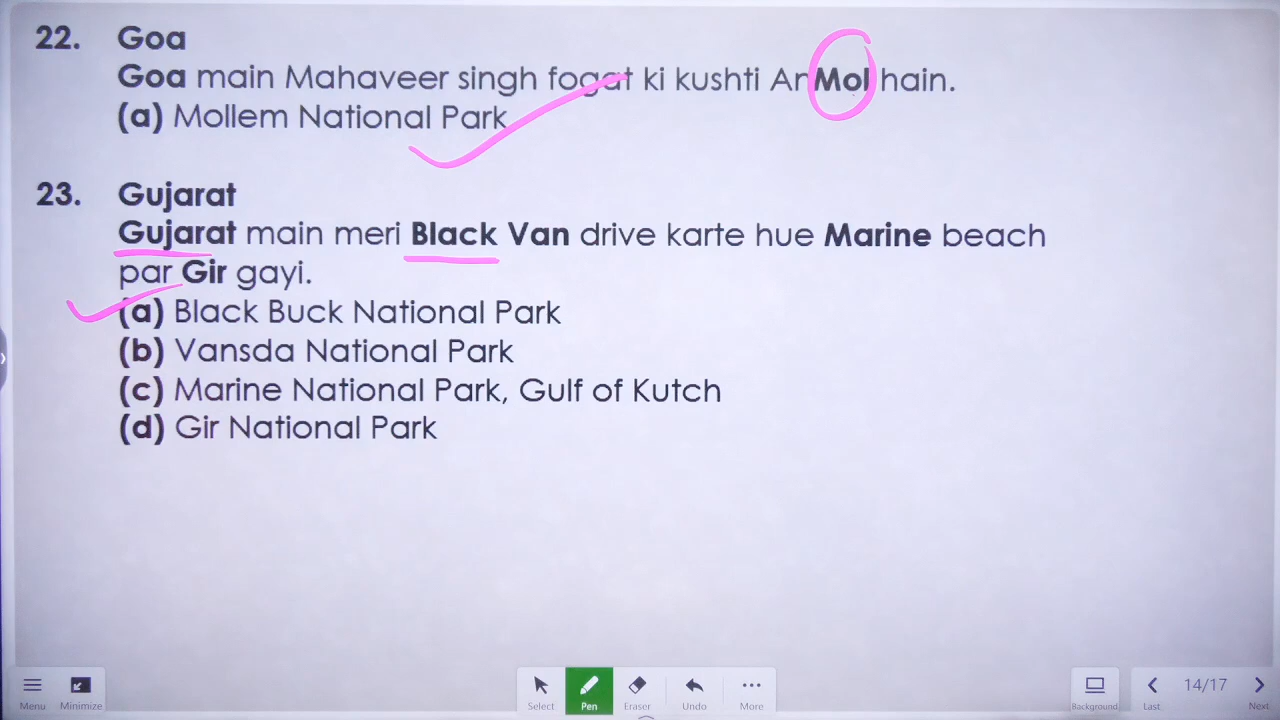 22. Goa
Goa main Mahaveer singh fogat ki kushti AnMol hain.
(a) Mollem National Park
23. Gujarat
Gujarat main meri Black Van drive karte hue Marine beach
par Gir gayi.
(a) Black Buck National Park
(b) Vansda National Park
(c) Marine National Park, Gulf of Kutch
(d) Gir National Park
Menu Minimize Select Pen Eraser Undo More Background Last 14/17 Next